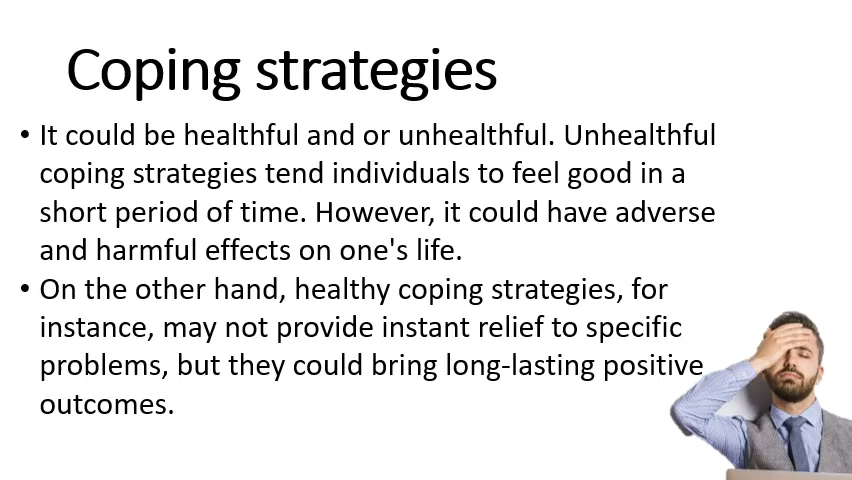 Coping strategies
• It could be healthful and or unhealthful. Unhealthful
coping strategies tend individuals to feel good in a
short period of time. However, it could have adverse
and harmful effects on one's life.
• On the other hand, healthy coping strategies, for
instance, may not provide instant relief to specific
problems, but they could bring long-lasting positive
outcomes.